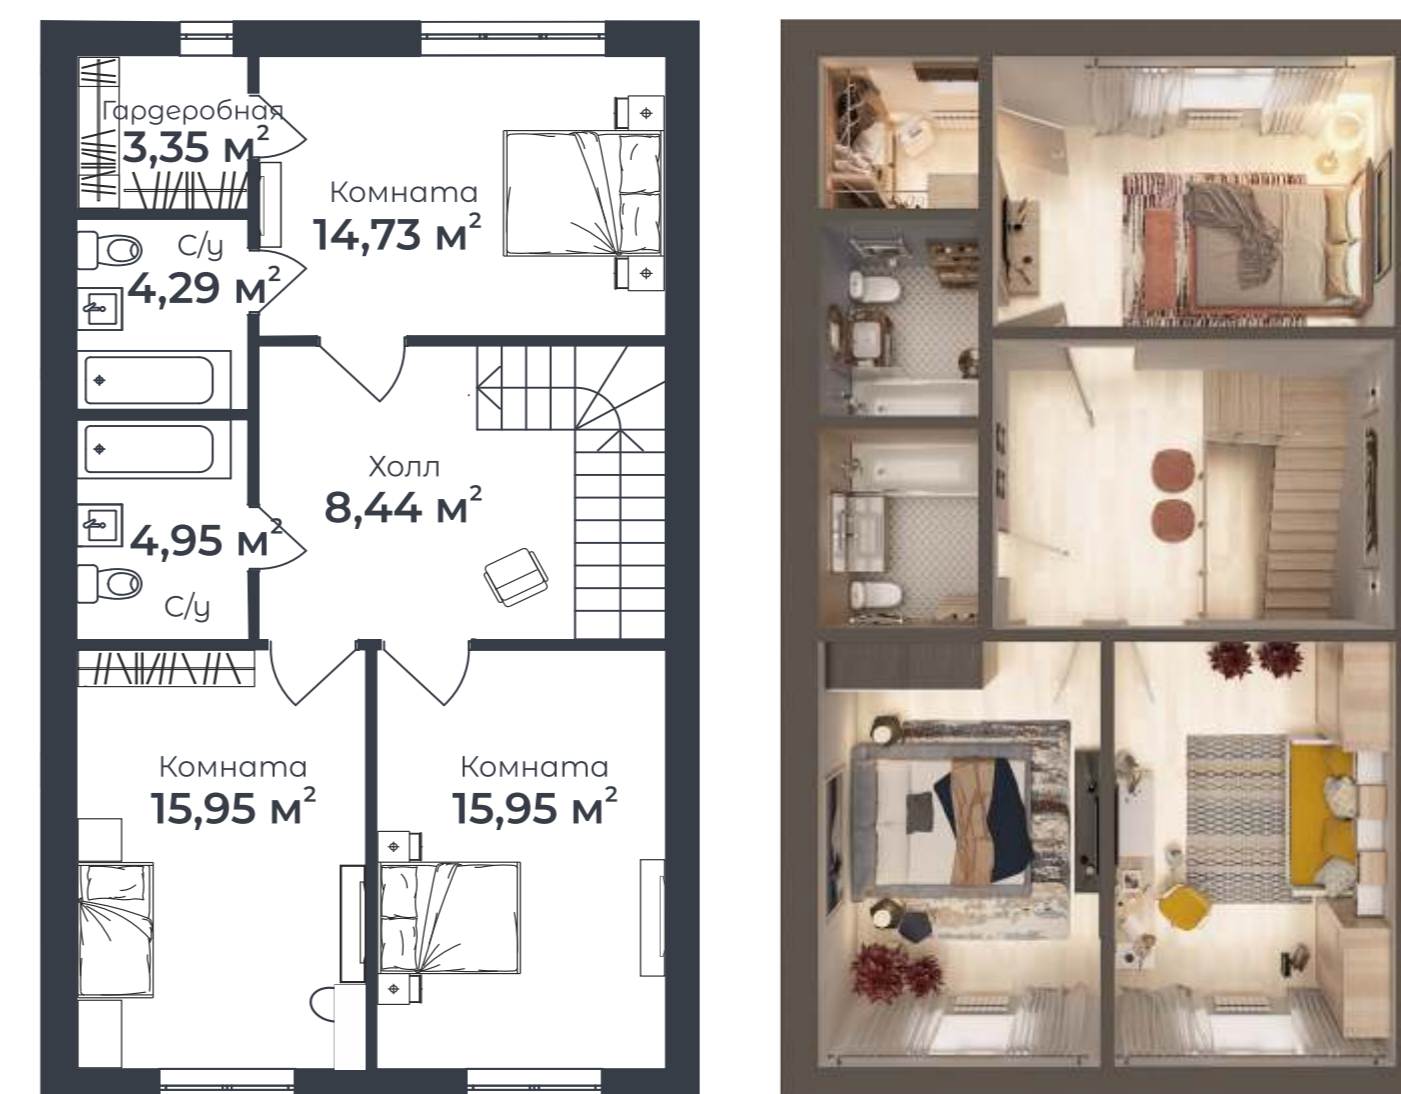 Гардеробная
3,35 м²
Комната
14,73 м²
С/у
4,29 м²
Холл
8,44 м²
4,95 м²
С/у
Комната
15,95 м²
Комната
15,95 м²